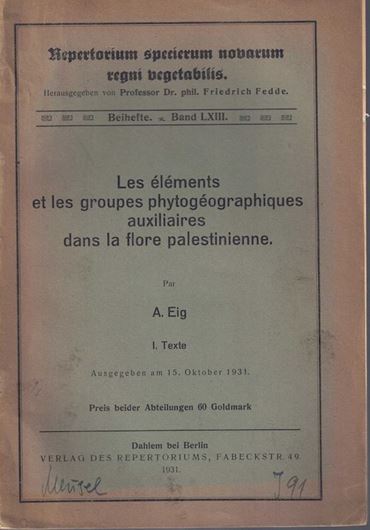 Repertorium specierum novarum
regni vegetabilis.
Herausgegeben von Professor Dr. phil. Friedrich Fedde.
Beihefte. Band LXIII.
Les éléments
et les groupes phytogéographiques
auxiliaires
dans la flore palestinienne.
Par
A. Eig
I. Texte
Ausgegeben am 15. Oktober 1931.
Preis beider Abteilungen 60 Goldmark
Dahlem bei Berlin
VERLAG DES REPERTORIUMS, FABECKSTR. 49.
1931.
Meusel
J 91